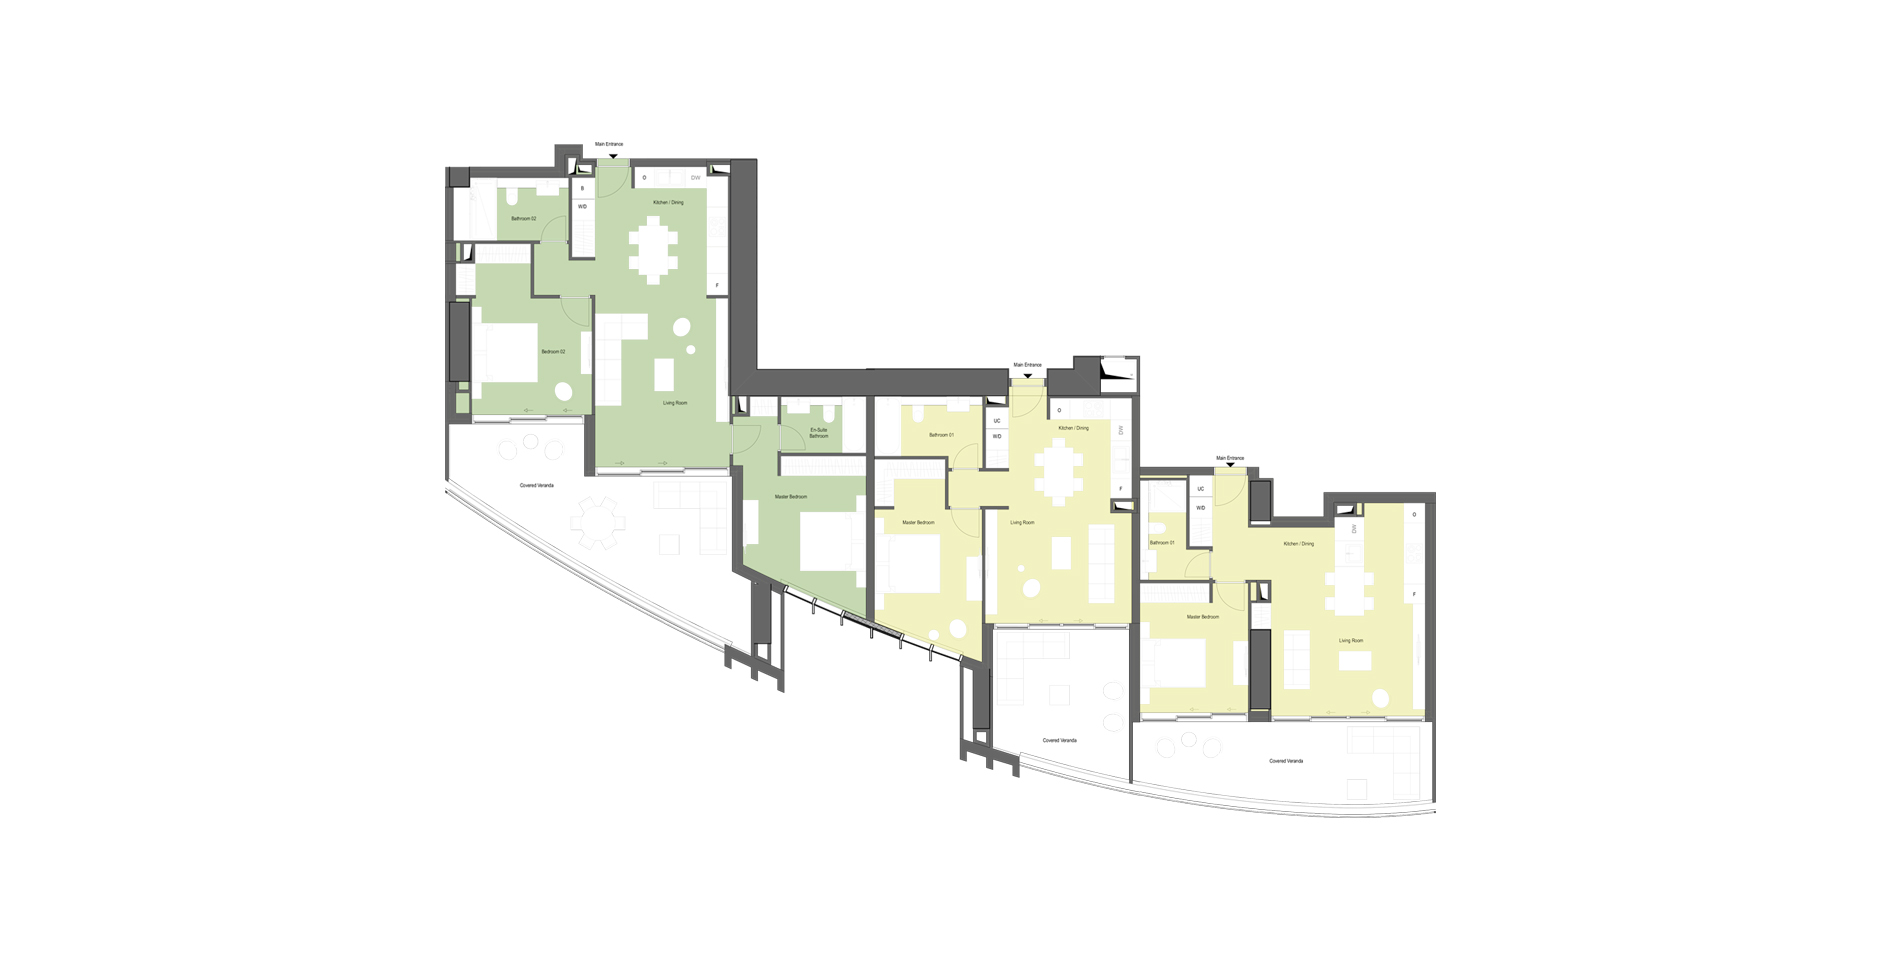 Main Entrance
O
DW
B
W/D
Kitchen / Dining
Bathroom 02
F
Bedroom 02
Living Room
Covered Veranda
En-Suite
Bathroom
Master Bedroom
Main Entrance
O
DW
UC
W/D
Kitchen / Dining
Bathroom 01
F
Master Bedroom
Living Room
Covered Veranda
Main Entrance
UC
W/D
O
DW
Bathroom 01
Kitchen / Dining
F
Master Bedroom
Living Room
Covered Veranda